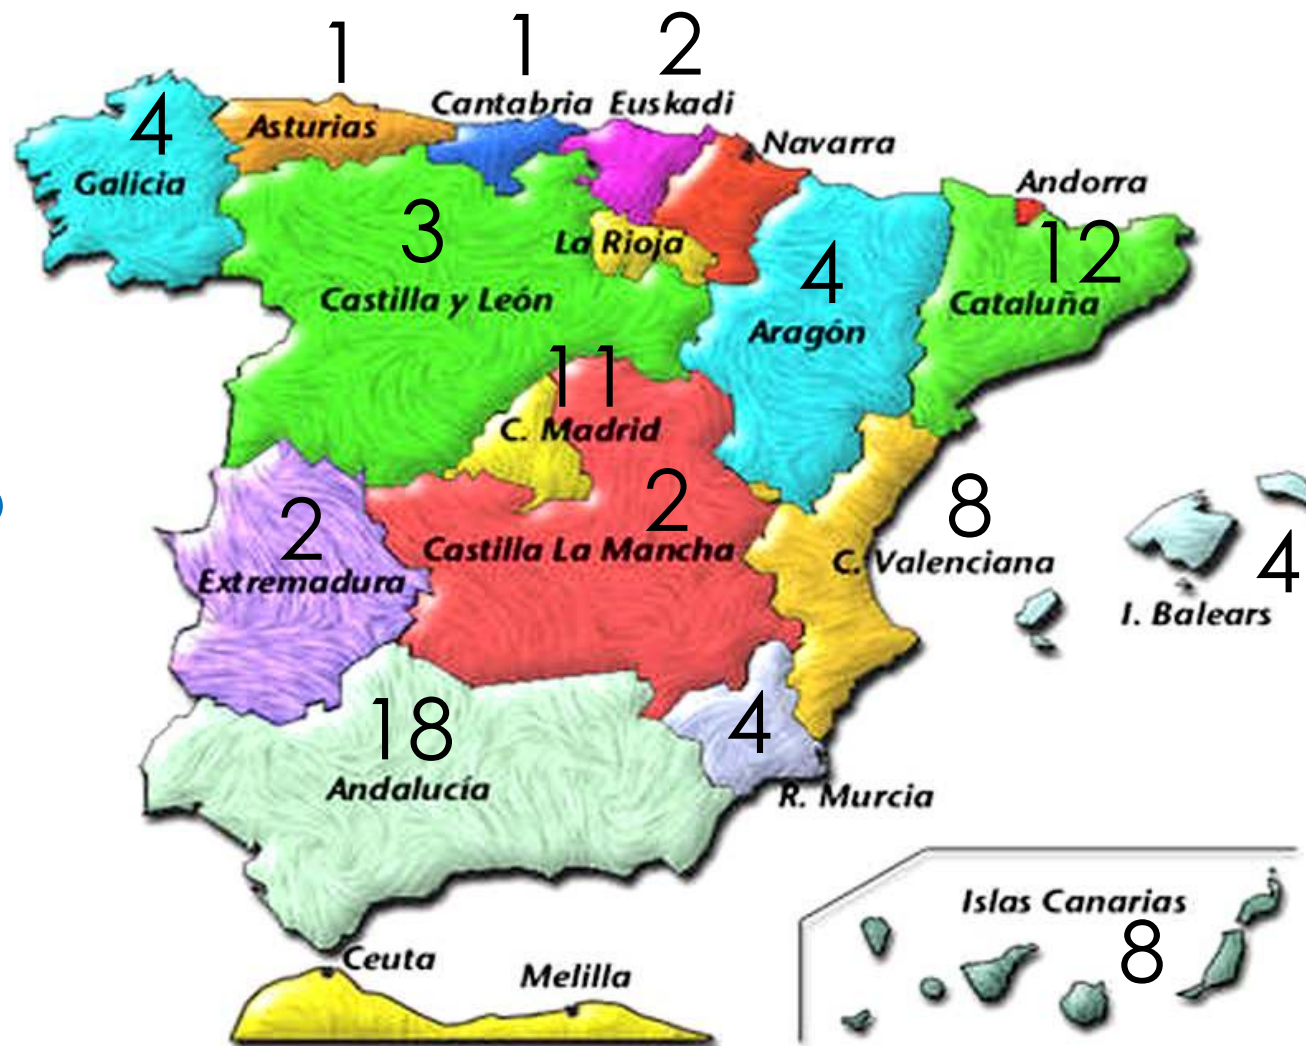 1
1
2
Cantabria
Euskadi
4
Asturias
Navarra
Galicia
Andorra
3
La Rioja
12
4
Castilla y León
Cataluña
Aragón
11
C. Madrid
2
8
2
Castilla La Mancha
C. Valenciana
4
Extremadura
I. Balears
18
4
Andalucía
R. Murcia
Islas Canarias
8
Ceuta
Melilla